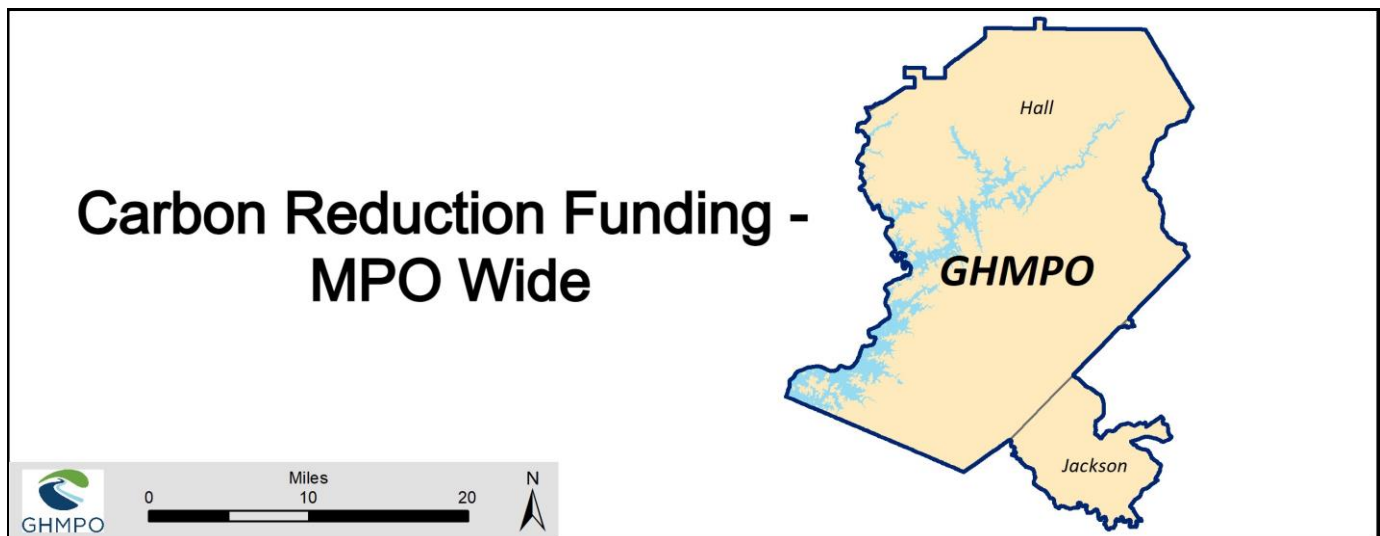 Carbon Reduction Funding -
MPO Wide
Hall
GHMPO
Jackson
GHMPO
Miles
0 10 20
N